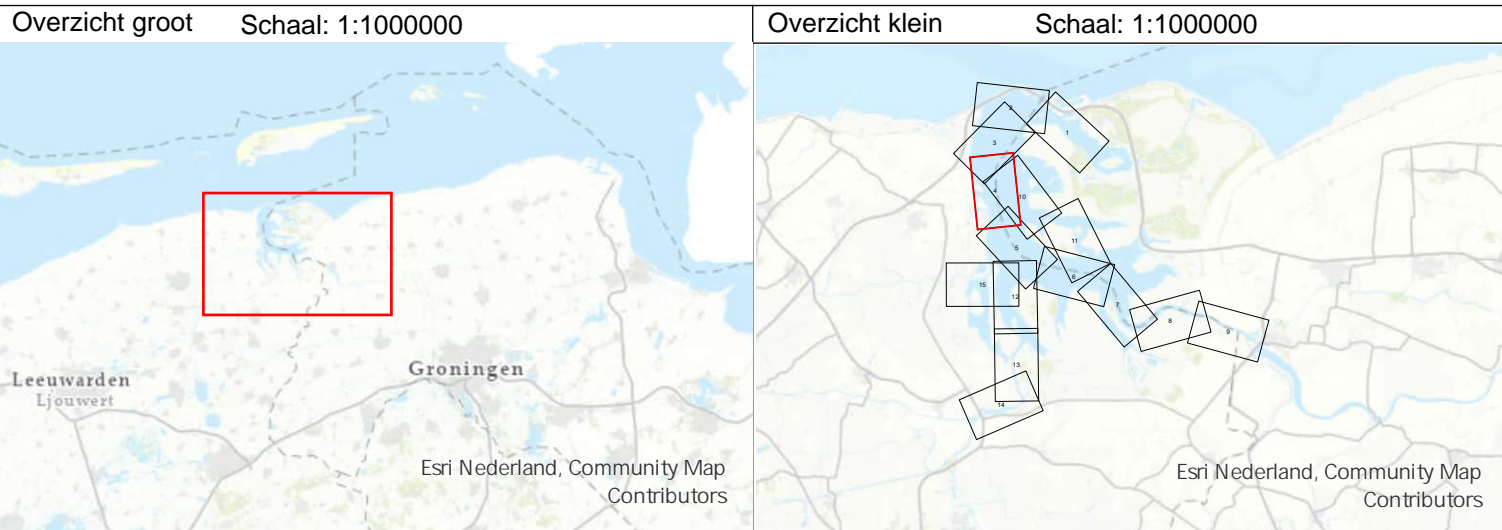 Overzicht groot Schaal: 1:1000000
Leeuwarden
Ljouwert
Groningen
Esri Nederland, Community Map
Contributors
Overzicht klein Schaal: 1:1000000
2
1
3
4
10
5
11
6
15
12
7
8
9
13
14
Esri Nederland, Community Map
Contributors